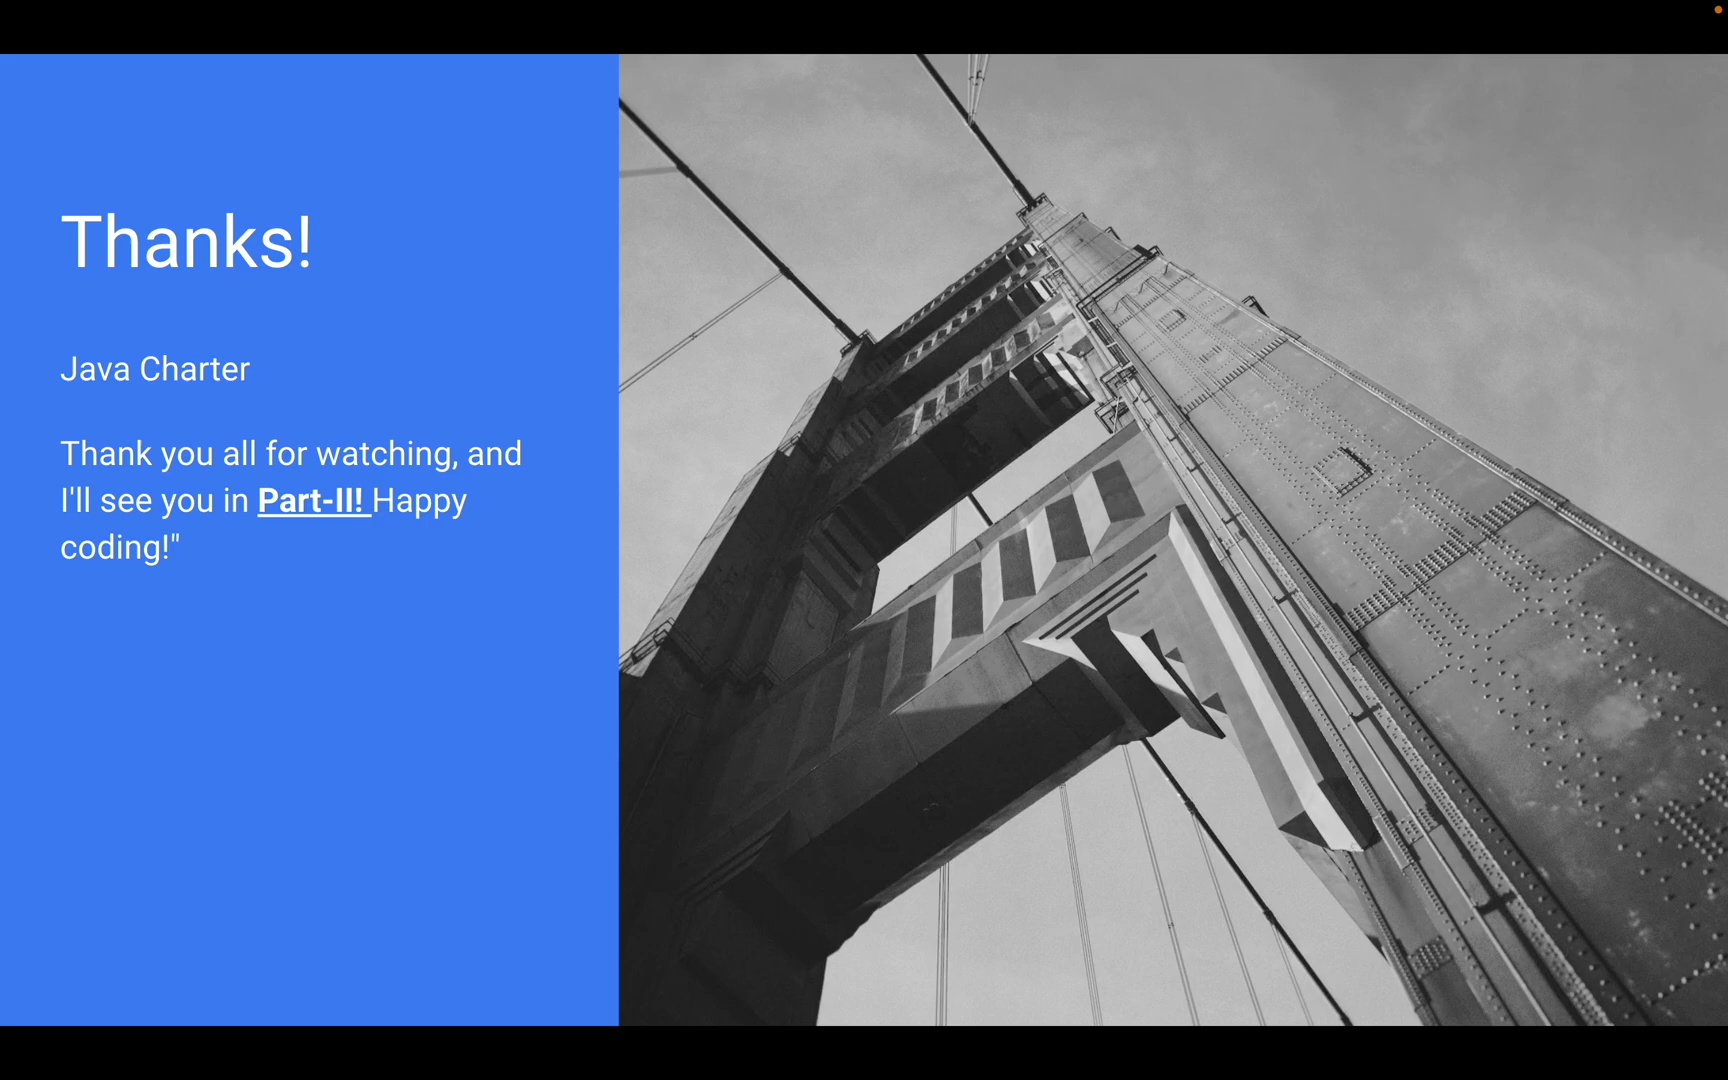 Thanks!
Java Charter
Thank you all for watching, and
I'll see you in Part-II! Happy
coding!"